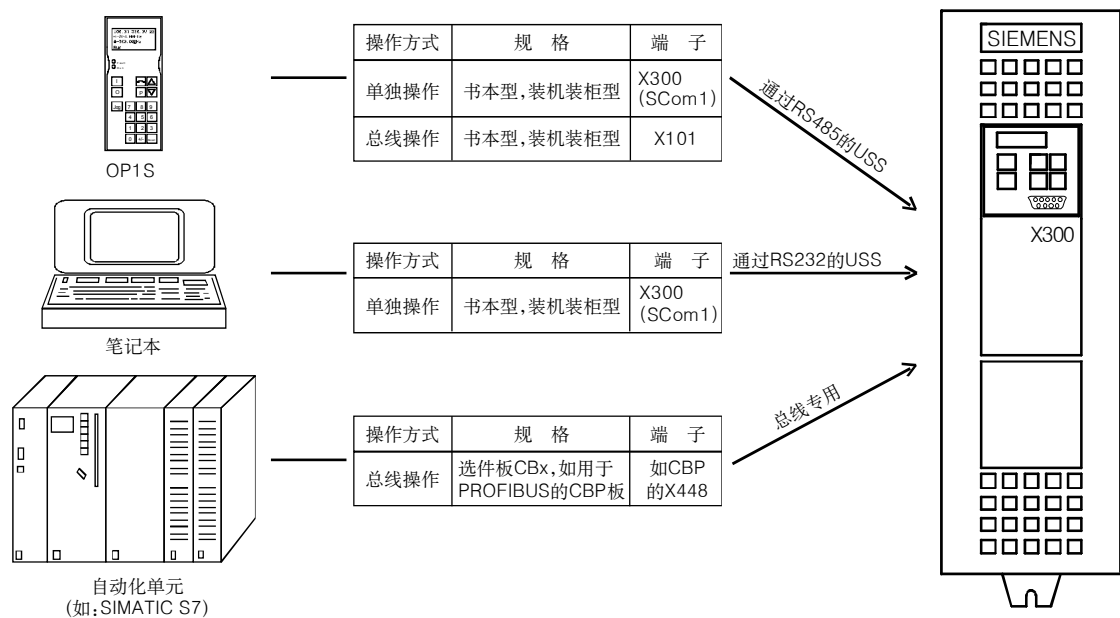 OP1S
操作方式 规 格 端 子
单独操作 书本型,装机装柜型 X300
(SCom1)
总线操作 书本型,装机装柜型 X101
通过RS485的USS
笔记本
操作方式 规 格 端 子
单独操作 书本型,装机装柜型 X300
(SCom1)
通过RS232的USS
自动化单元
(如:SIMATIC S7)
操作方式 规 格 端 子
总线操作 选件板CBx,如用于 如CBP
PROFIBUS的CBP板 的X448
总线专用
SIEMENS
X300